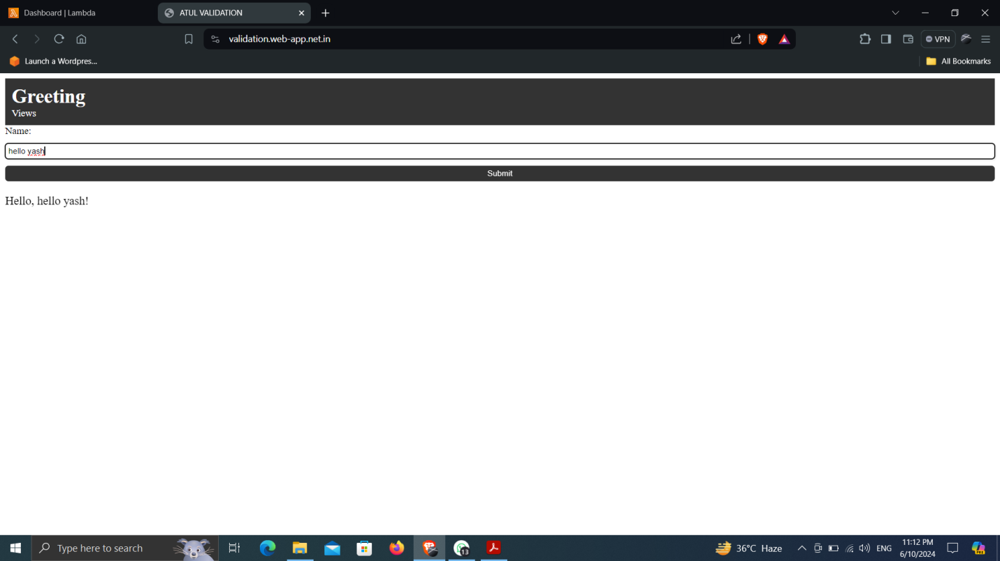 Dashboard | Lambda
ATUL VALIDATION
validation.web-app.net.in
VPN
Launch a Wordpres...
All Bookmarks
Greeting
Views
Name:
hello yash
Submit
Hello, hello yash!
Type here to search
13
36°C Haze
ENG
11:12 PM
6/10/2024
PRE